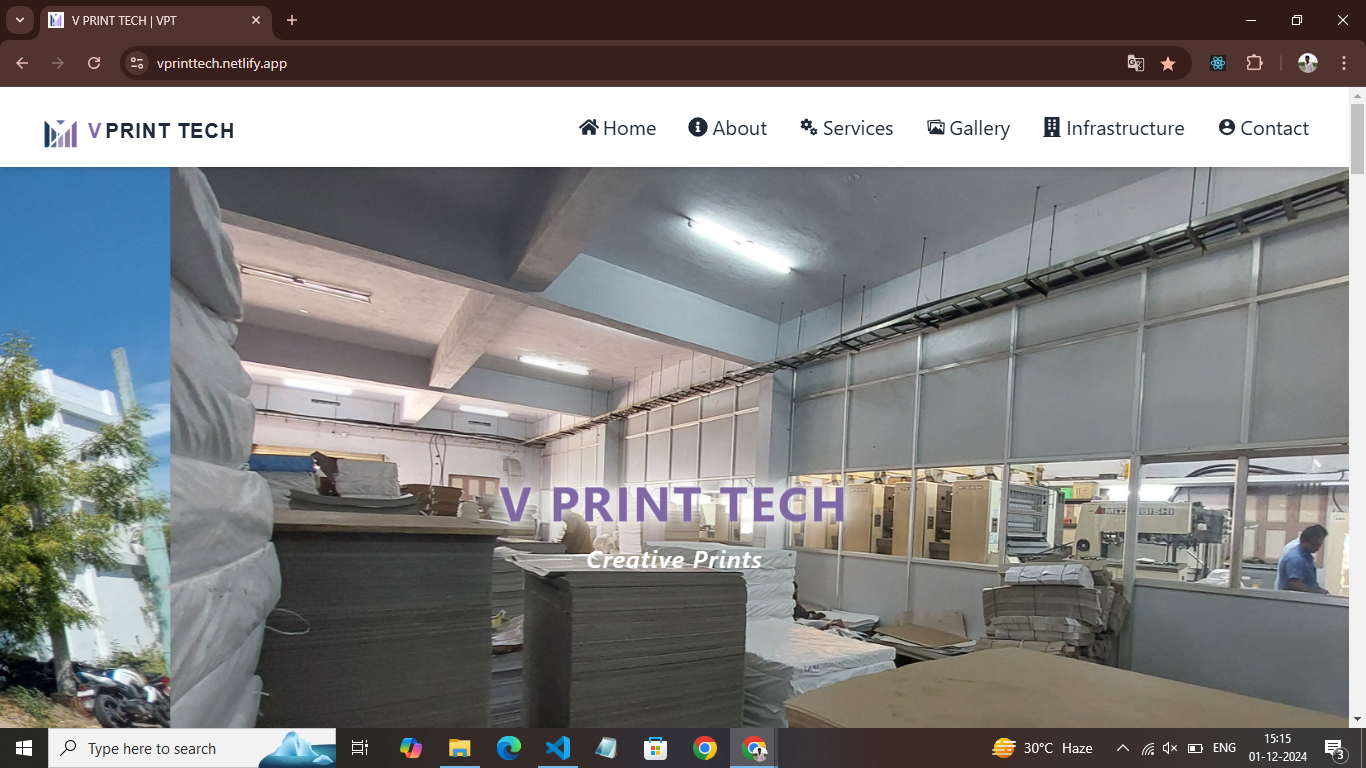 V PRINT TECH | VPT
vprinttech.netlify.app
V PRINT TECH
Home
About
Services
Gallery
Infrastructure
Contact
MITSUBISHI
V PRINT TECH
Creative Prints
Type here to search
30°C Haze
ENG
15:15
01-12-2024
3